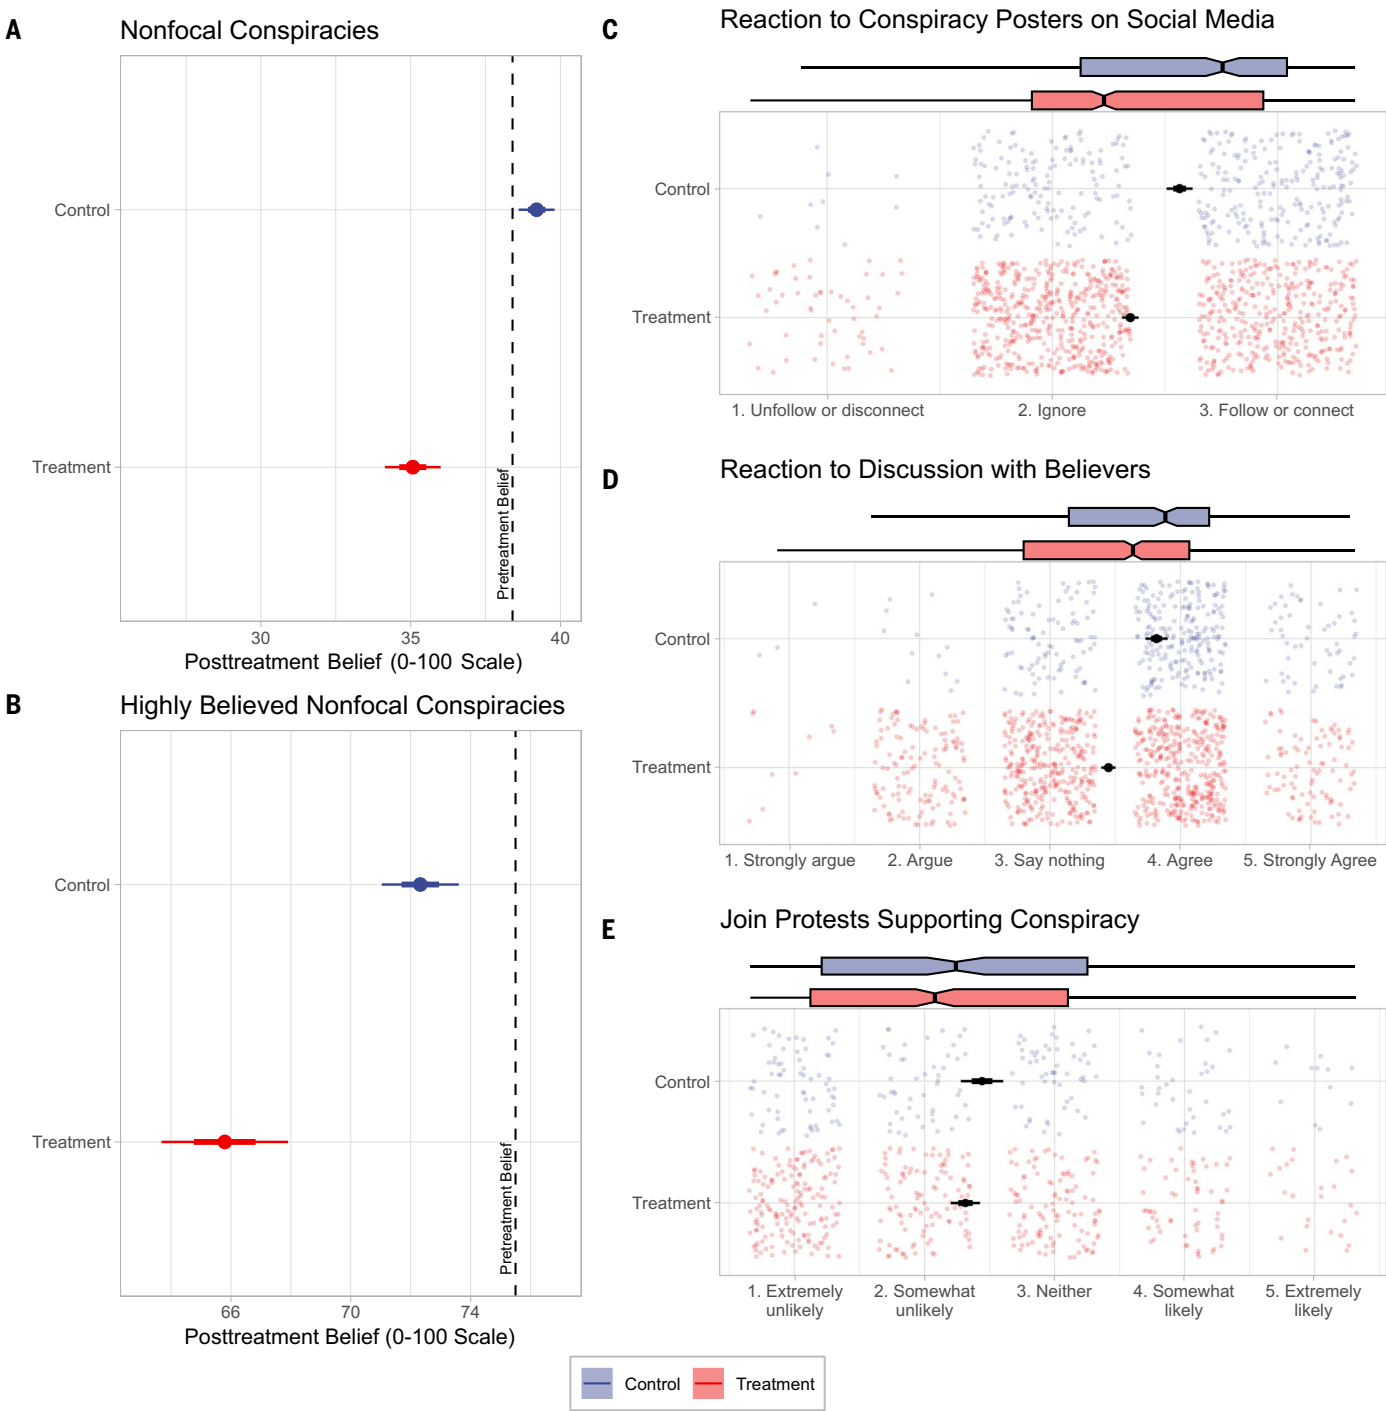 A
Nonfocal Conspiracies
Control
Treatment
Pretreatment Belief
30 35 40
Posttreatment Belief (0-100 Scale)
B
Highly Believed Nonfocal Conspiracies
Control
Treatment
Pretreatment Belief
66 70 74
Posttreatment Belief (0-100 Scale)
C
Reaction to Conspiracy Posters on Social Media
Control
Treatment
1. Unfollow or disconnect 2. Ignore 3. Follow or connect
D
Reaction to Discussion with Believers
Control
Treatment
1. Strongly argue 2. Argue 3. Say nothing 4. Agree 5. Strongly Agree
E
Join Protests Supporting Conspiracy
Control
Treatment
1. Extremely 2. Somewhat 3. Neither 4. Somewhat 5. Extremely
unlikely unlikely likely likely
Control Treatment